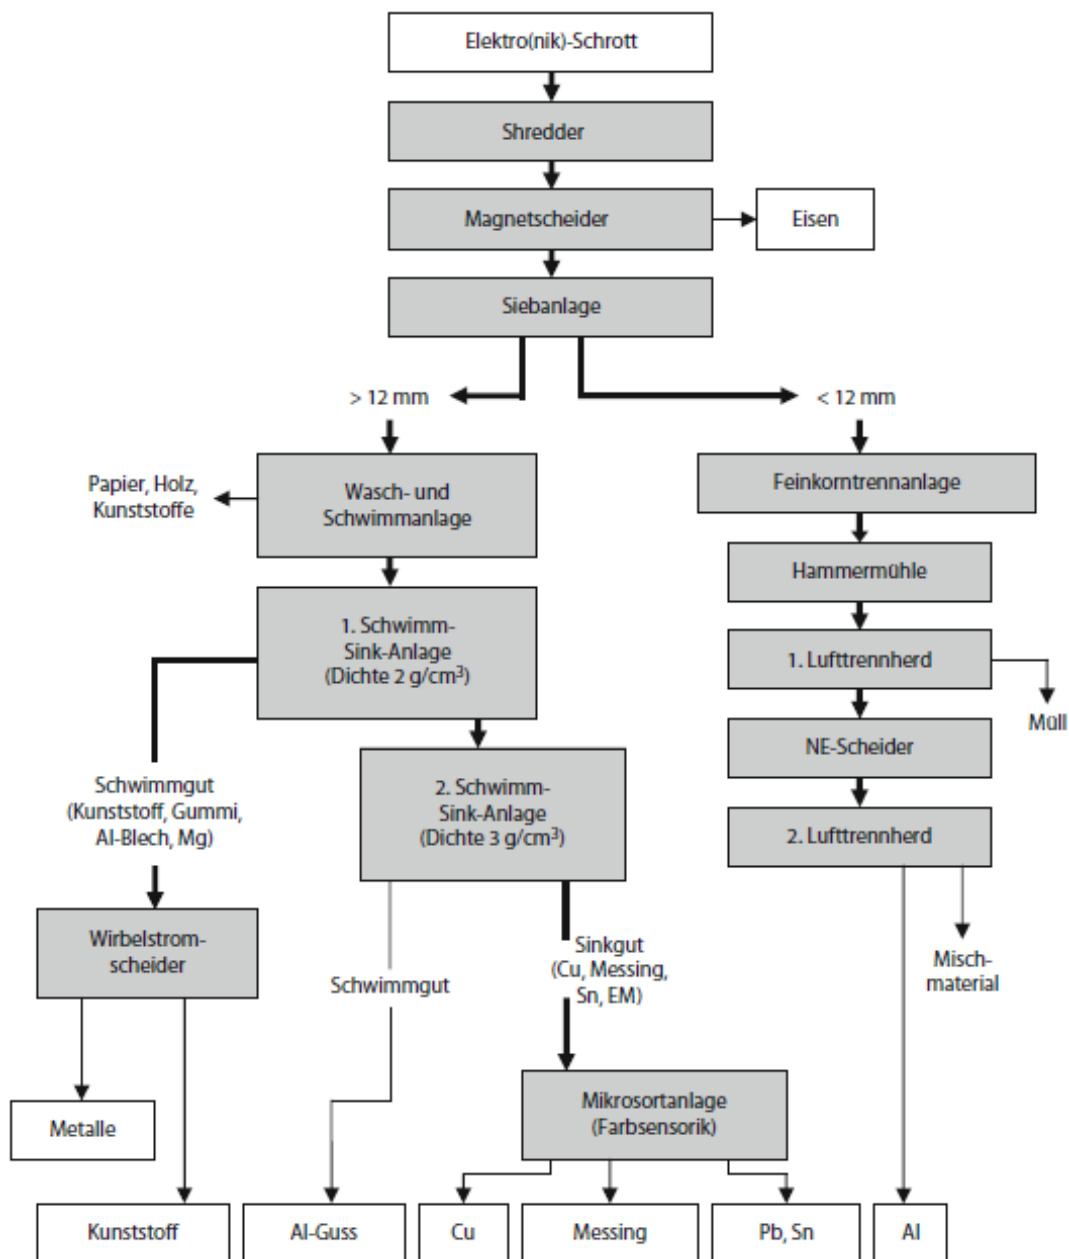 Elektro(nik)-Schrott
Shredder
Magnetscheider
Eisen
Siebanlage
> 12 mm
< 12 mm
Papier, Holz,
Kunststoffe
Wasch- und
Schwimmanlage
Feinkorntrennanlage
Hammermühle
1. Schwimm-
Sink-Anlage
(Dichte 2 g/cm³)
1. Lufttrennherd
Müll
NE-Scheider
Schwimmgut
(Kunststoff, Gummi,
Al-Blech, Mg)
2. Schwimm-
Sink-Anlage
(Dichte 3 g/cm³)
2. Lufttrennherd
Wirbelstrom-
scheider
Schwimmgut
Sinkgut
(Cu, Messing,
Sn, EM)
Misch-
material
Metalle
Mikrosortanlage
(Farbsensorik)
Kunststoff
Al-Guss
Cu
Messing
Pb, Sn
Al